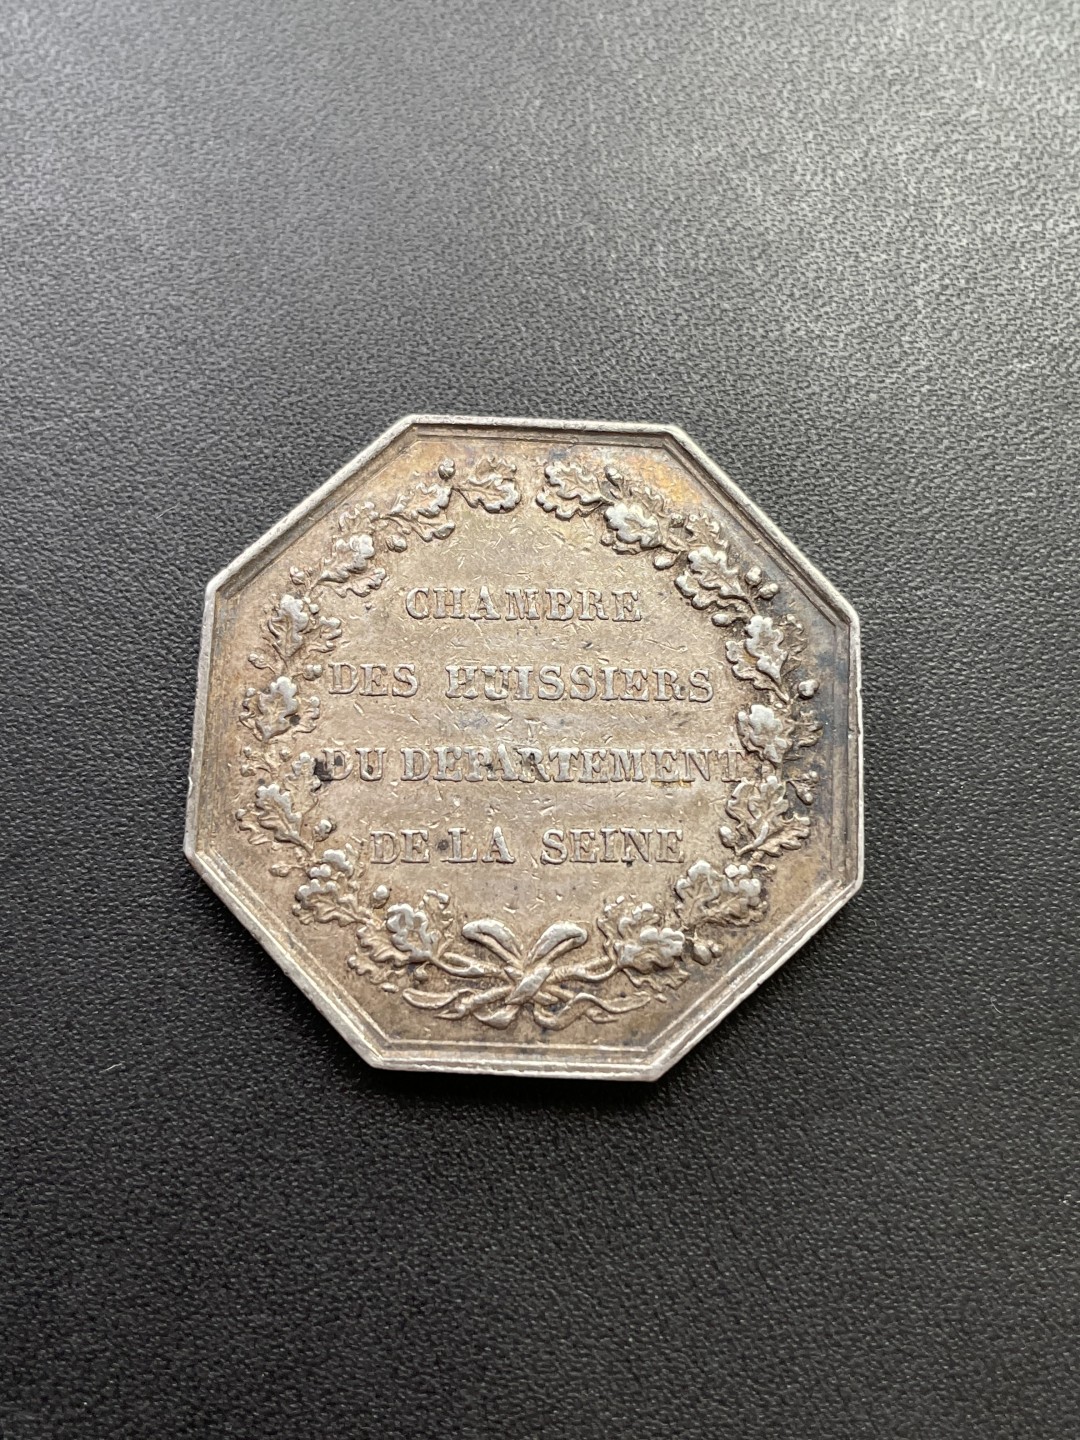 CHAMBRE
DES HUISSIERS
DU DEPARTEMENT
DE LA SEINE